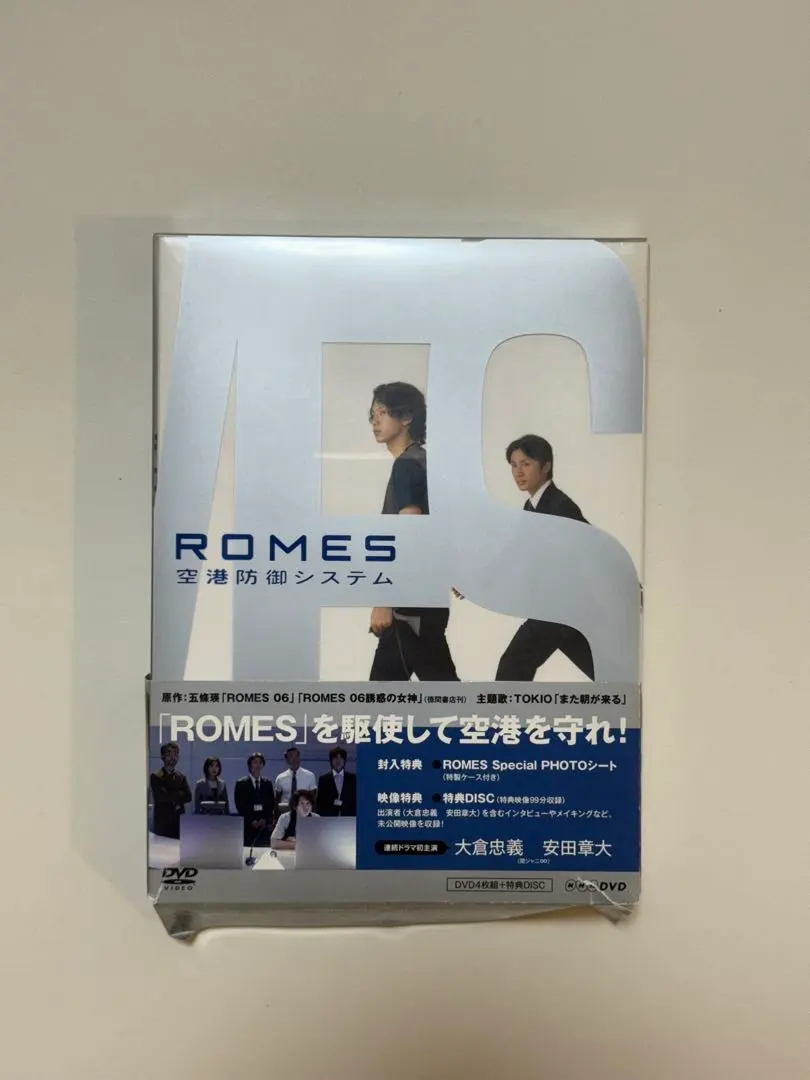 ROMES
空港防御システム
原作：五條瑛「ROMES 06」「ROMES 06誘惑の女神」(徳間書店刊) 主題歌：TOKIO「また朝が来る」
「ROMES」を駆使して空港を守れ！
封入特典 ●ROMES Special PHOTOシート
(特製ケース付き)
映像特典 ●特典DISC(特典映像99分収録)
出演者(大倉忠義 安田章大)を含むインタビューやメイキングなど、
未公開映像を収録！
連続ドラマ初主演 大倉忠義 安田章大
(関ジャニ∞)
DVD
VIDEO
DVD4枚組+特典DISC
NHK DVD